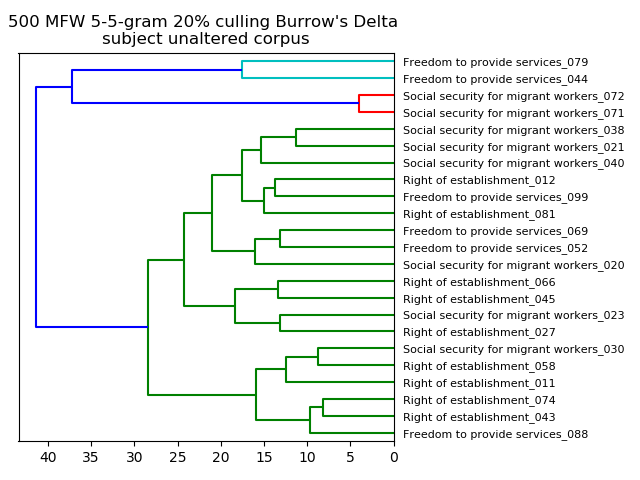 500 MFW 5-5-gram 20% culling Burrow's Delta
subject unaltered corpus
Freedom to provide services_079
Freedom to provide services_044
Social security for migrant workers_072
Social security for migrant workers_071
Social security for migrant workers_038
Social security for migrant workers_021
Social security for migrant workers_040
Right of establishment_012
Freedom to provide services_099
Right of establishment_081
Freedom to provide services_069
Freedom to provide services_052
Social security for migrant workers_020
Right of establishment_066
Right of establishment_045
Social security for migrant workers_023
Right of establishment_027
Social security for migrant workers_030
Right of establishment_058
Right of establishment_011
Right of establishment_074
Right of establishment_043
Freedom to provide services_088
40 35 30 25 20 15 10 5 0